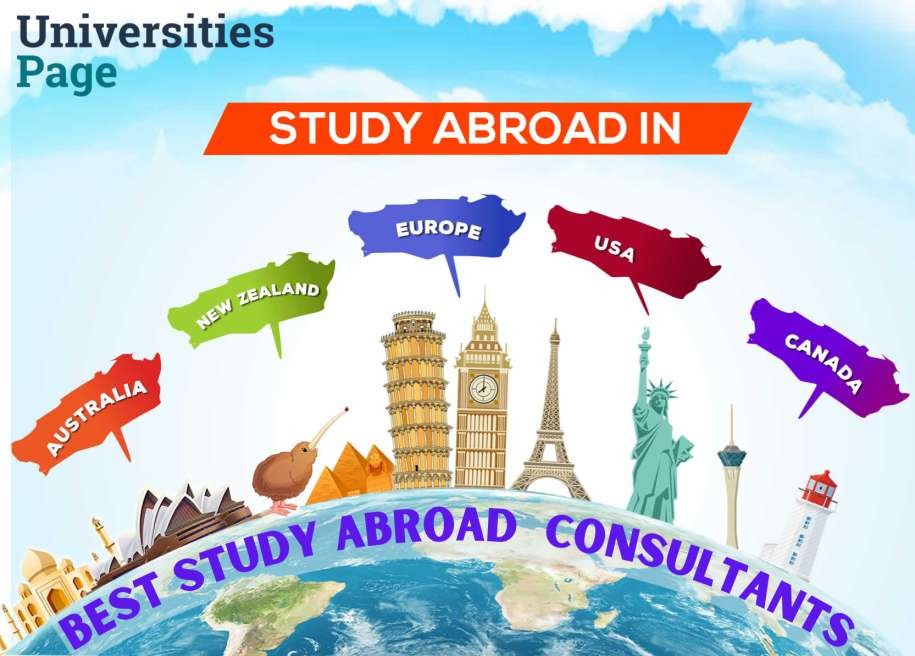 Universities
Page
STUDY ABROAD IN
AUSTRALIA
NEW ZEALAND
EUROPE
USA
CANADA
BEST STUDY ABROAD CONSULTANTS